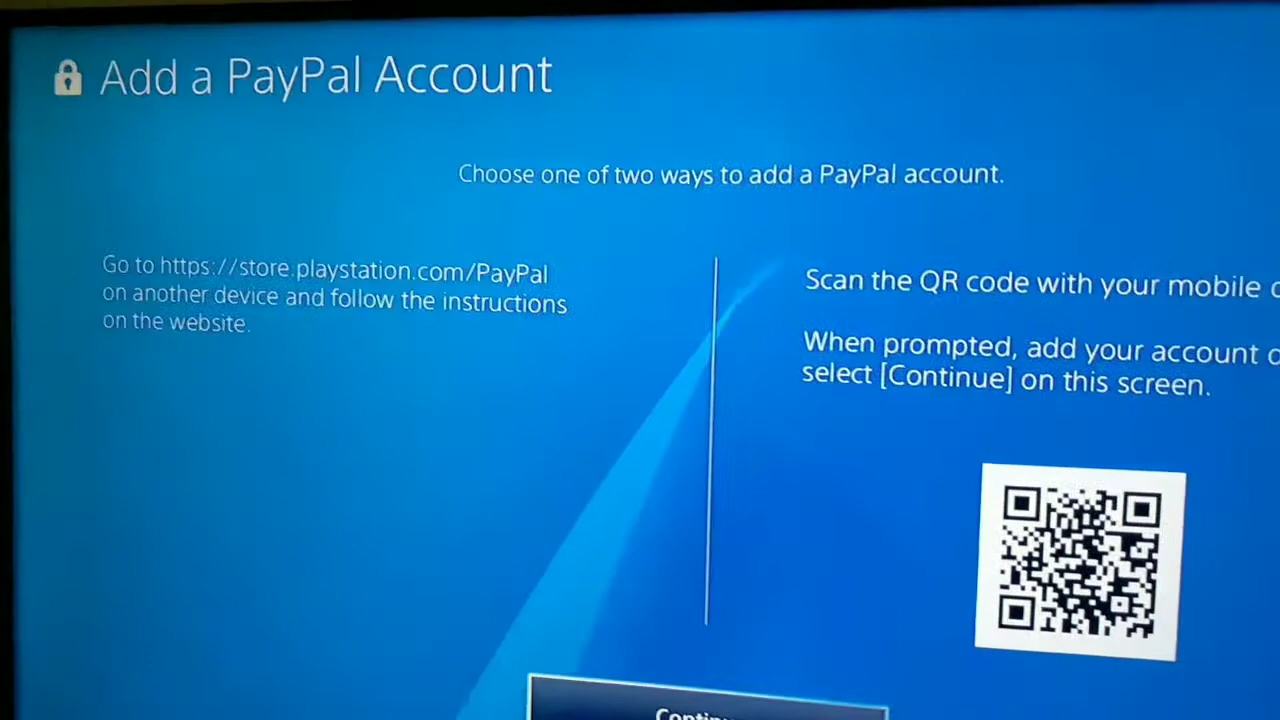 Add a PayPal Account
Choose one of two ways to add a PayPal account.
Go to https://store.playstation.com/PayPal
on another device and follow the instructions
on the website.
Scan the QR code with your mobile
When prompted, add your account
select [Continue] on this screen.